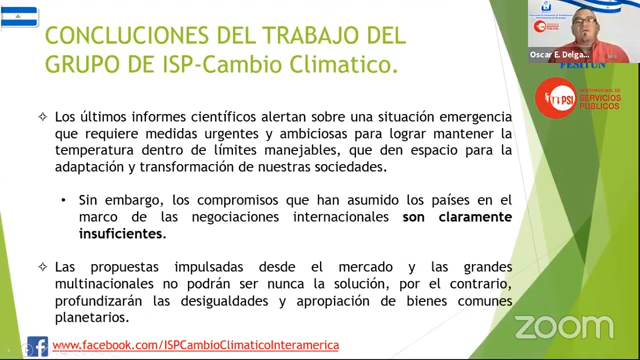 CONCLUCIONES DEL TRABAJO DEL
GRUPO DE ISP-Cambio Climatico.
Los últimos informes científicos alertan sobre una situación emergencia
que requiere medidas urgentes y ambiciosas para lograr mantener la
temperatura dentro de límites manejables, que den espacio para la
adaptación y transformación de nuestras sociedades.
Sin embargo, los compromisos que han asumido los países en el
marco de las negociaciones internacionales son claramente
insuficientes.
Las propuestas impulsadas desde el mercado y las grandes
multinacionales no podrán ser nunca la solución, por el contrario,
profundizarán las desigualdades y apropiación de bienes comunes
planetarios.
www.facebook.com/ISPCambioClimaticoInteramerica
Oscar E. Delga...
FESITUN
PSI
INTERNACIONAL DE
SERVICIOS
PÚBLICOS
zoom